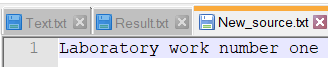 Text.txt Result.txt New_source.txt
1 Laboratory work number one